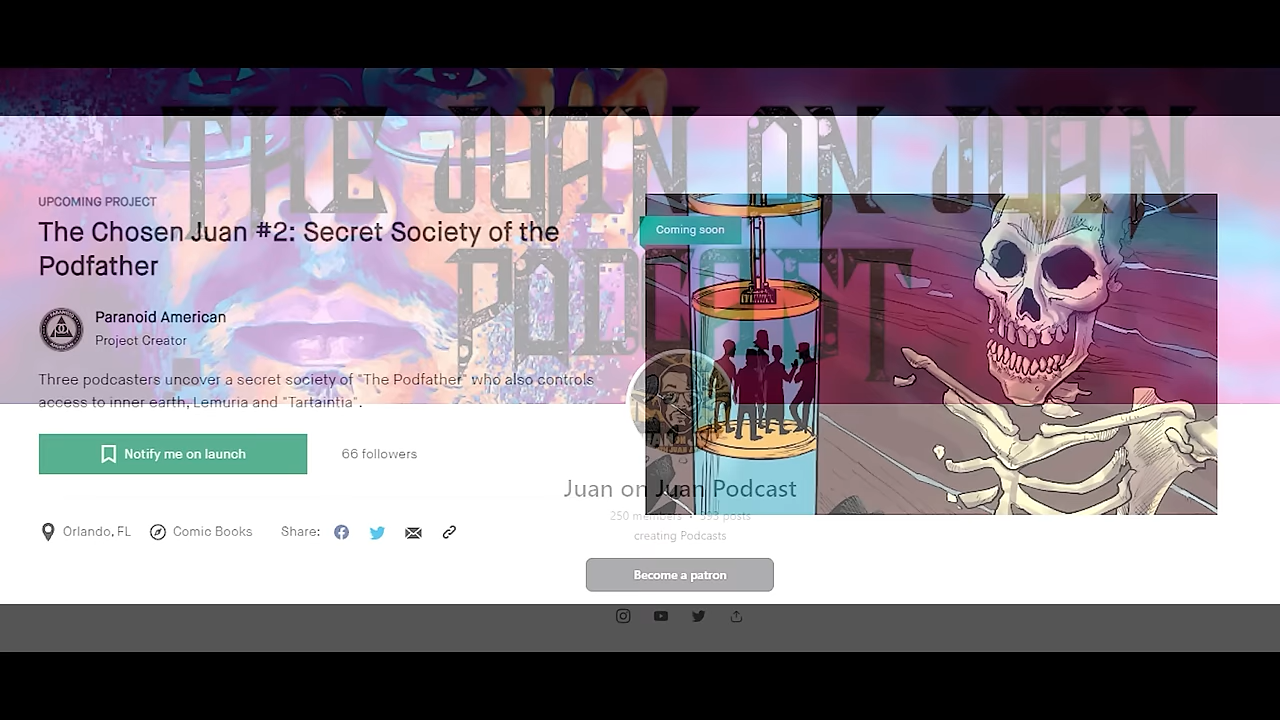 THE JUAN ON JUAN
PODCAST
UPCOMING PROJECT
The Chosen Juan #2: Secret Society of the
Podfather
Coming soon
Paranoid American
Project Creator
Three podcasters uncover a secret society of "The Podfather" who also controls
access to inner earth, Lemuria and "Tartaintia".
Notify me on launch
66 followers
Juan on Juan Podcast
250 members • 593 posts
creating Podcasts
Orlando, FL
Comic Books
Share:
Become a patron